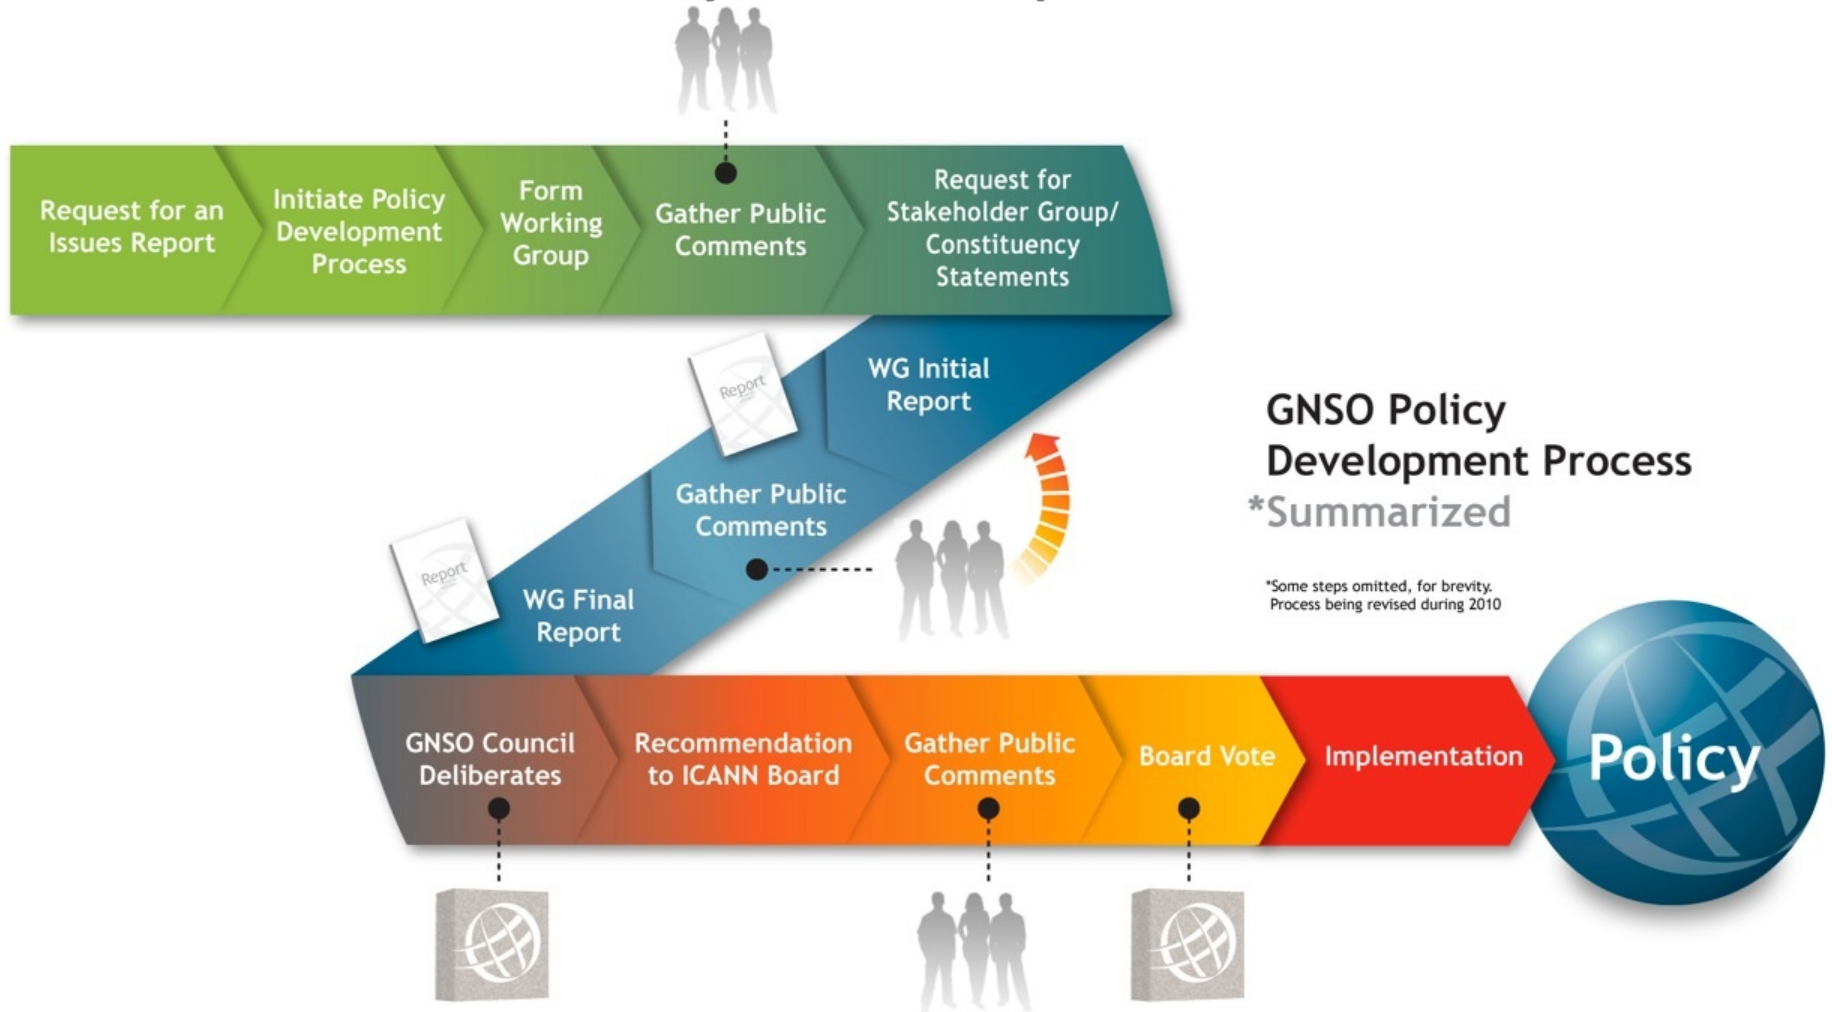 Request for an
Issues Report
Initiate Policy
Development
Process
Form
Working
Group
Gather Public
Comments
Request for
Stakeholder Group/
Constituency
Statements
WG Initial
Report
Report
Gather Public
Comments
Report
WG Final
Report
GNSO Policy
Development Process
*Summarized
*Some steps omitted, for brevity.
Process being revised during 2010
GNSO Council
Deliberates
Recommendation
to ICANN Board
Gather Public
Comments
Board Vote
Implementation
Policy